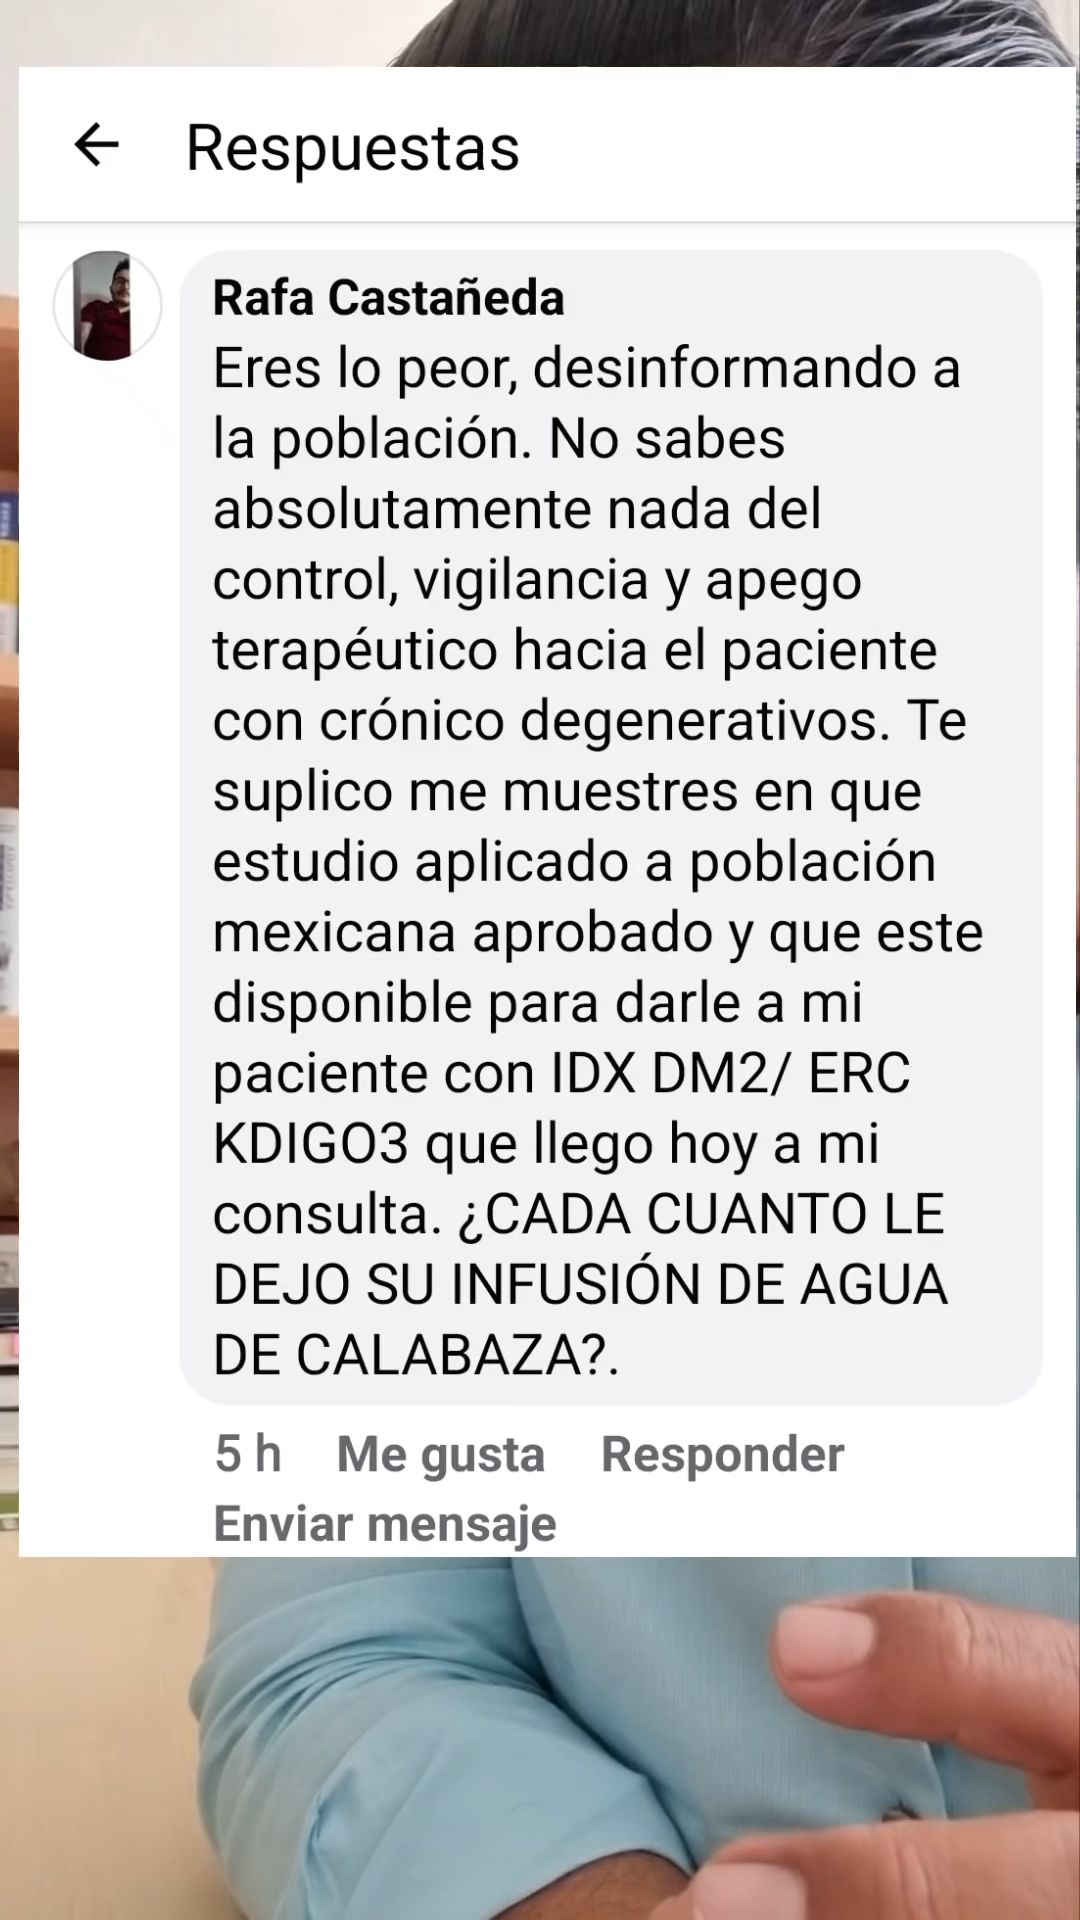 Respuestas
Rafa Castañeda
Eres lo peor, desinformando a
la población. No sabes
absolutamente nada del
control, vigilancia y apego
terapéutico hacia el paciente
con crónico degenerativos. Te
suplico me muestres en que
estudio aplicado a población
mexicana aprobado y que este
disponible para darle a mi
paciente con IDX DM2/ ERC
KDIGO3 que llego hoy a mi
consulta. ¿CADA CUANTO LE
DEJO SU INFUSIÓN DE AGUA
DE CALABAZA?.
5 h Me gusta Responder
Enviar mensaje